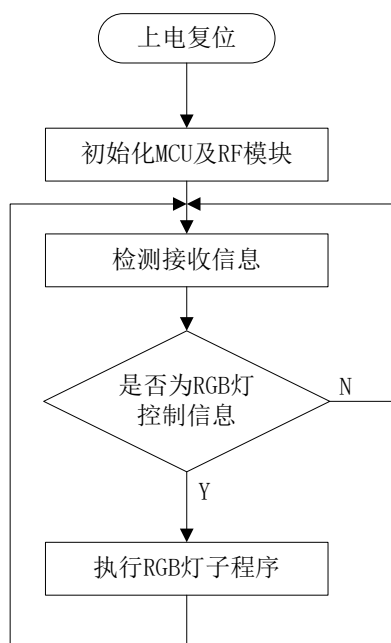 上电复位
初始化MCU及RF模块
检测接收信息
是否为RGB灯
控制信息
N
Y
执行RGB灯子程序